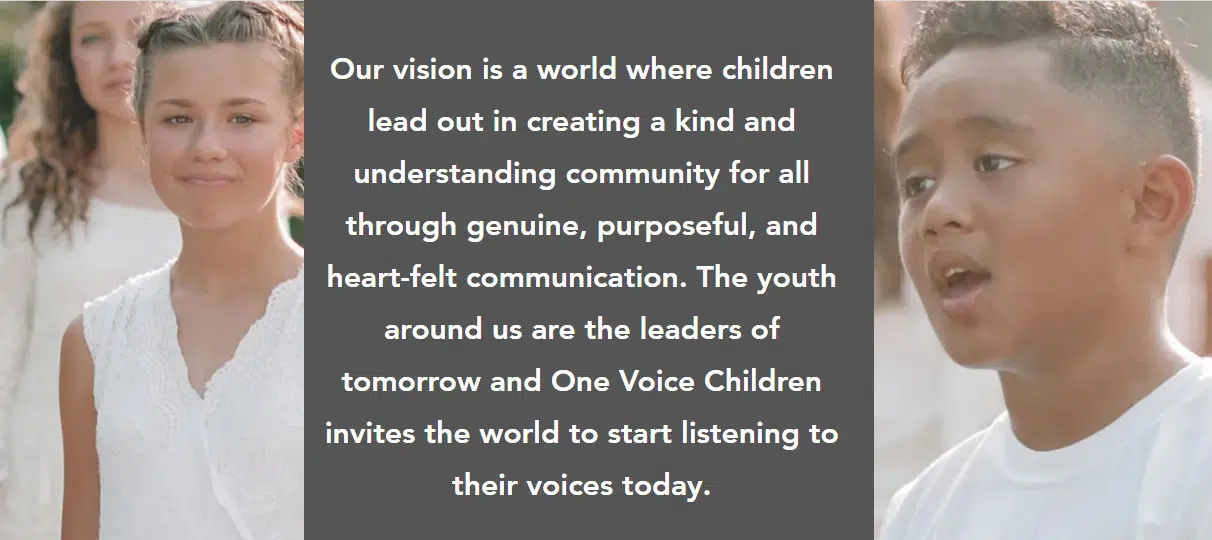 Our vision is a world where children
lead out in creating a kind and
understanding community for all
through genuine, purposeful, and
heart-felt communication. The youth
around us are the leaders of
tomorrow and One Voice Children
invites the world to start listening to
their voices today.